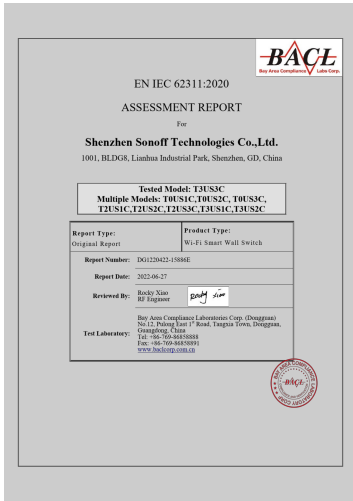 BACL
Bay Area Compliance Labs Corp.
EN IEC 62311:2020
ASSESSMENT REPORT
For
Shenzhen Sonoff Technologies Co.,Ltd.
1001, BLDG8, Lianhua Industrial Park, Shenzhen, GD, China
Tested Model: T3US3C
Multiple Models: T0US1C,T0US2C, T0US3C,
T2US1C,T2US2C,T2US3C,T3US1C,T3US2C
Report Type:
Original Report
Product Type:
Wi-Fi Smart Wall Switch
Report Number: DG1220422-15886E
Report Date: 2022-06-27
Reviewed By: Rocky Xiao
RF Engineer
Rocky Xiao
Test Laboratory: Bay Area Compliance Laboratories Corp. (Dongguan)
No.12, Pulong East 1st Road, Tangxia Town, Dongguan,
Guangdong, China
Tel: +86-769-86858888
Fax: +86-769-86858891
www.baclcorp.com.cn
BAY AREA COMPLIANCE LABORATORY CORP
BACL